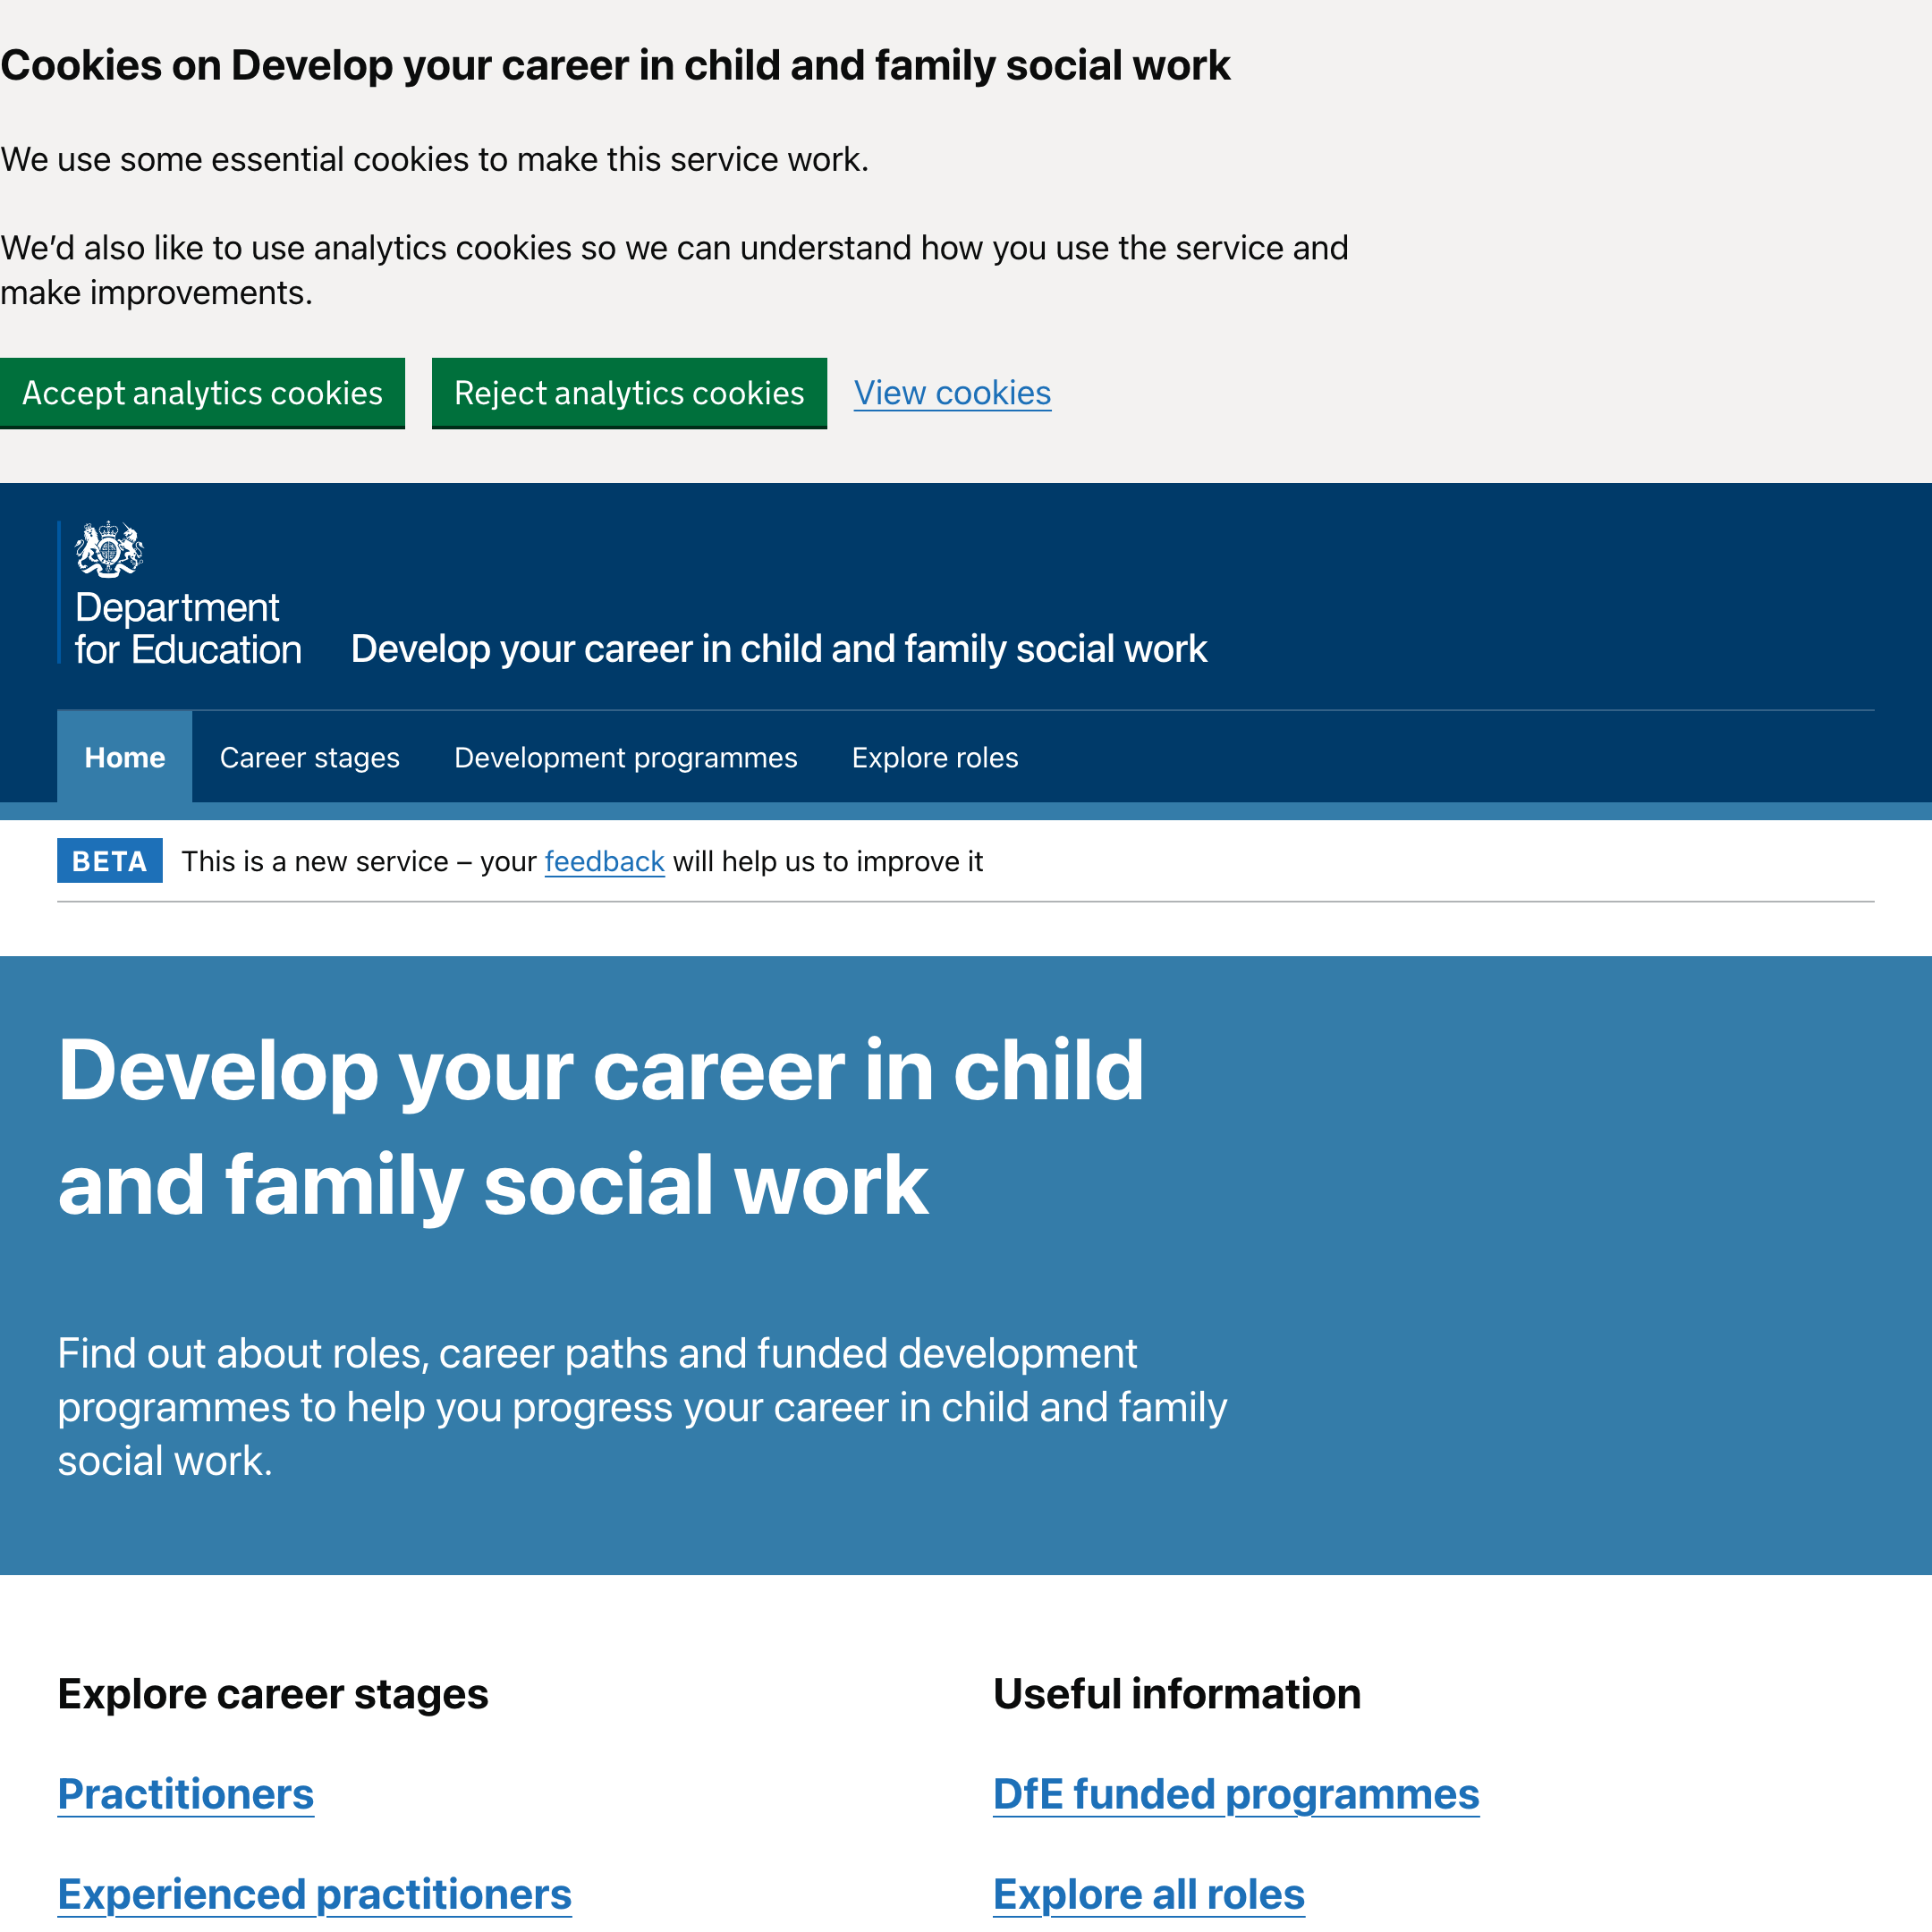 Cookies on Develop your career in child and family social work
We use some essential cookies to make this service work.
We’d also like to use analytics cookies so we can understand how you use the service and
make improvements.
Accept analytics cookies
Reject analytics cookies
View cookies
Department
for Education
Develop your career in child and family social work
Home
Career stages
Development programmes
Explore roles
BETA
This is a new service – your feedback will help us to improve it
Develop your career in child
and family social work
Find out about roles, career paths and funded development
programmes to help you progress your career in child and family
social work.
Explore career stages
Practitioners
Experienced practitioners
Useful information
DfE funded programmes
Explore all roles